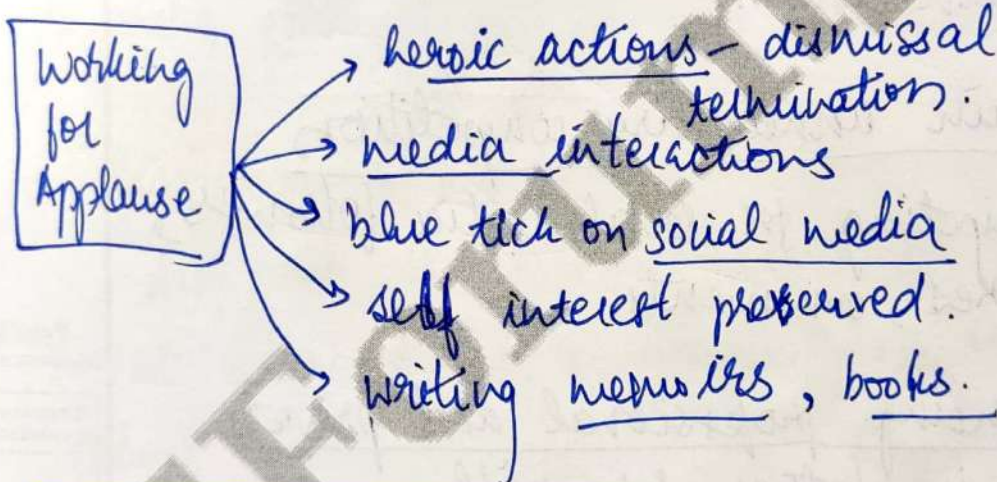 Working
for
Applause
heroic actions - dismissal
termination.
media interactions
blue tick on social media
self interest preserved.
writing memoirs, books.
Forum